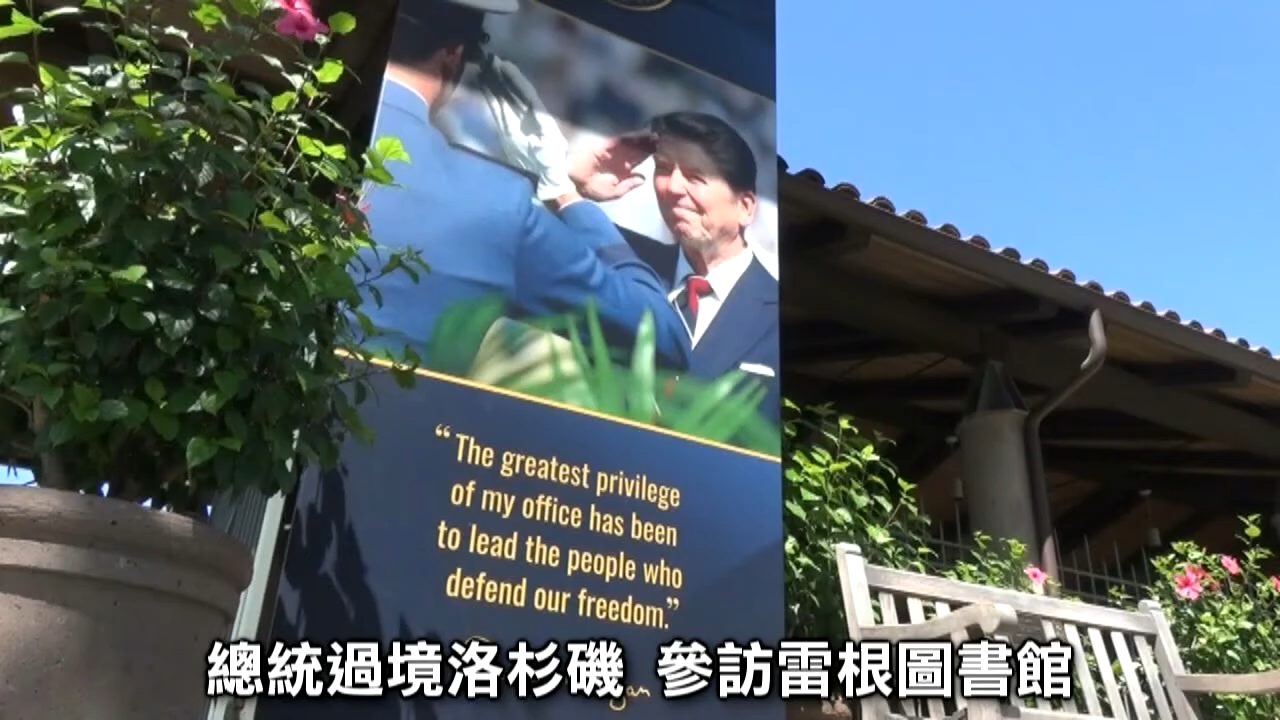 “The greatest privilege
of my office has been
to lead the people who
defend our freedom.”
總統過境洛杉磯 參訪雷根圖書館